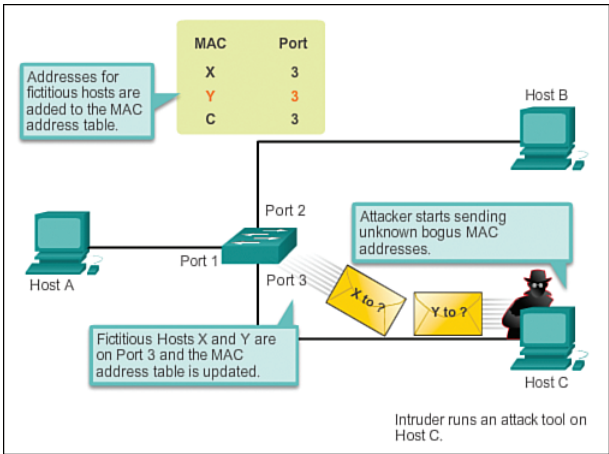 MAC Port
X 3
Y 3
C 3
Addresses for
fictitious hosts are
added to the MAC
address table.
Host B
Port 2
Attacker starts sending
unknown bogus MAC
addresses.
Port 1
Host A
Port 3
X to ?
Y to ?
Fictitious Hosts X and Y are
on Port 3 and the MAC
address table is updated.
Host C
Intruder runs an attack tool on
Host C.